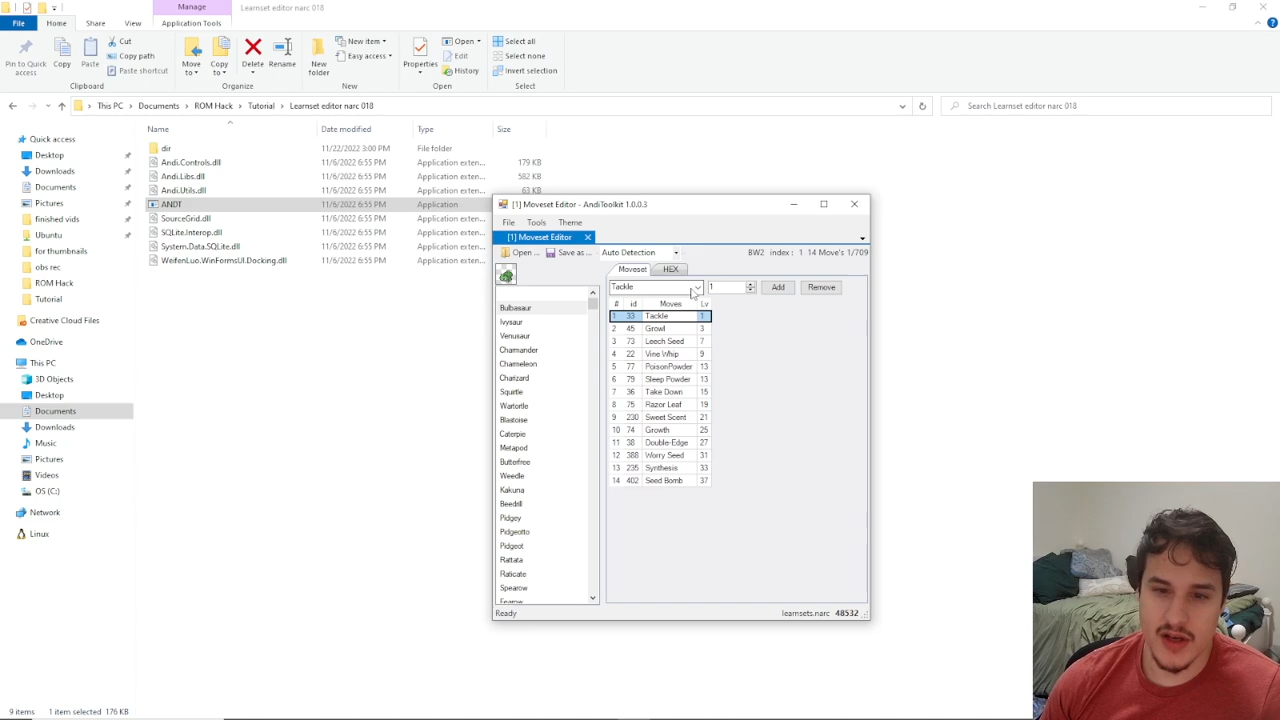 Manage
Learnset editor narc 018
File
Home
Share
View
Application Tools
Pin to Quick access
Copy
Paste
Cut
Copy path
Paste shortcut
Clipboard
Move to
Copy to
Delete
Rename
Organize
New folder
New item
Easy access
New
Properties
Open
Edit
History
Open
Select all
Select none
Invert selection
Select
This PC > Documents > ROM Hack > Tutorial > Learnset editor narc 018
Search Learnset editor narc 018
Name Date modified Type Size
dir 11/22/2022 3:00 PM File folder
Andi.Controls.dll 11/6/2022 6:55 PM Application exten... 179 KB
Andi.Libs.dll 11/6/2022 6:55 PM Application exten... 582 KB
Andi.Utils.dll 11/6/2022 6:55 PM Application exten... 63 KB
ANDT 11/6/2022 6:55 PM Application
SourceGrid.dll 11/6/2022 6:55 PM Application exten...
SQLite.Interop.dll 11/6/2022 6:55 PM Application exten...
System.Data.SQLite.dll 11/6/2022 6:55 PM Application exten...
WeifenLuo.WinFormsUI.Docking.dll 11/6/2022 6:55 PM Application exten...
Quick access
Desktop
Downloads
Documents
Pictures
finished vids
Ubuntu
for thumbnails
obs rec
ROM Hack
Tutorial
Creative Cloud Files
OneDrive
This PC
3D Objects
Desktop
Documents
Downloads
Music
Pictures
Videos
OS (C:)
Network
Linux
9 items 1 item selected 176 KB
[1] Moveset Editor - AndiToolkit 1.0.0.3
File Tools Theme
[1] Moveset Editor
Open ... Save as ... Auto Detection BW2 index : 1 14 Move's 1/709
Moveset HEX
Tackle 1 Add Remove
# id Moves Lv
1 33 Tackle 1
2 45 Growl 3
3 73 Leech Seed 7
4 22 Vine Whip 9
5 77 PoisonPowder 13
6 79 Sleep Powder 13
7 36 Take Down 15
8 75 Razor Leaf 19
9 230 Sweet Scent 21
10 74 Growth 25
11 38 Double-Edge 27
12 388 Worry Seed 31
13 235 Synthesis 33
14 402 Seed Bomb 37
Bulbasaur
Ivysaur
Venusaur
Charmander
Charmeleon
Charizard
Squirtle
Wartortle
Blastoise
Caterpie
Metapod
Butterfree
Weedle
Kakuna
Beedrill
Pidgey
Pidgeotto
Pidgeot
Rattata
Raticate
Spearow
Fearow
Ready
learnsets.narc 48532